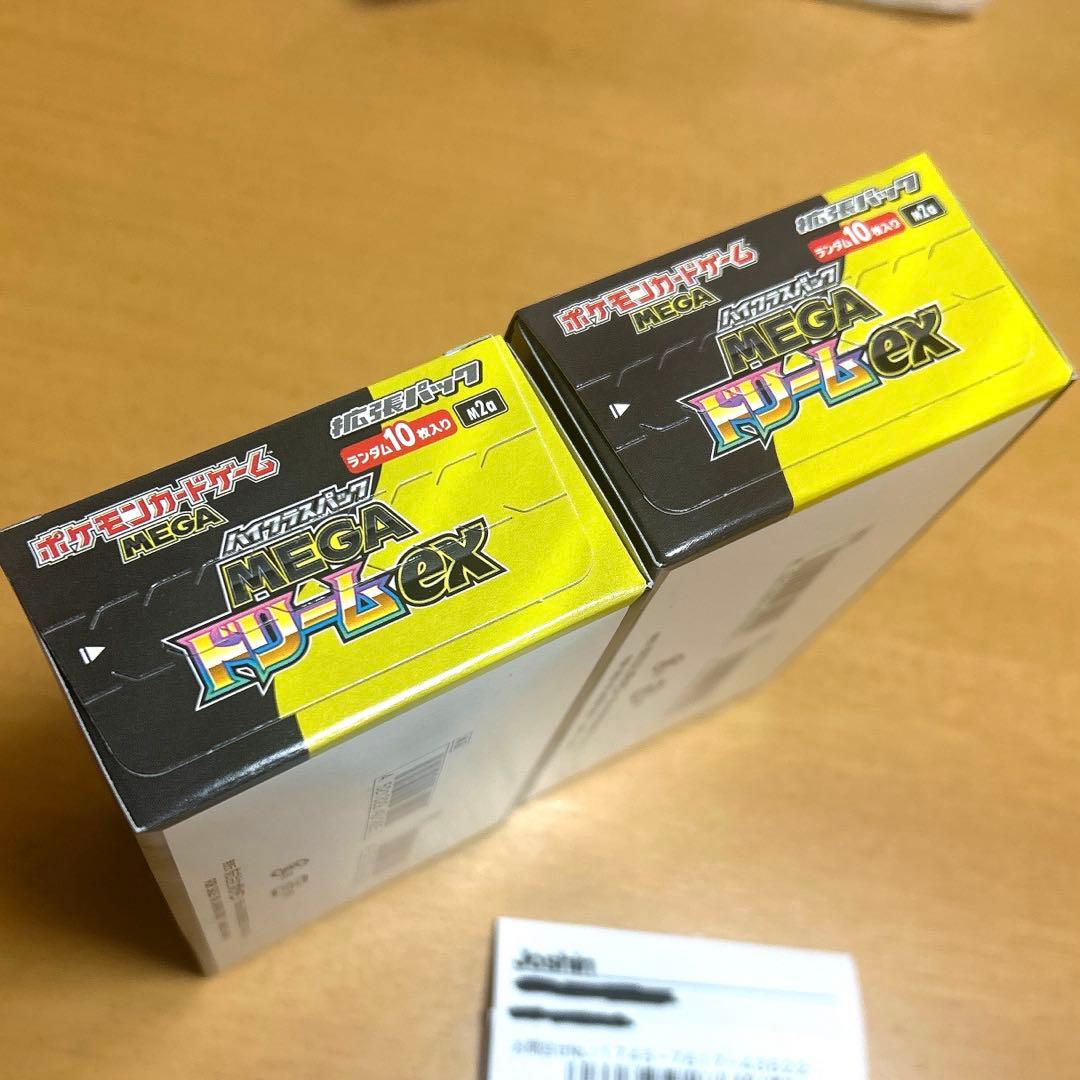 ポケモンカードゲーム
MEGA
拡張パック
ランダム10枚入り
M2a
ハイクラスパック
MEGA
ドリームex
ポケモンカードゲーム
MEGA
拡張パック
ランダム10枚入り
M2a
ハイクラスパック
MEGA
ドリームex
Joshin